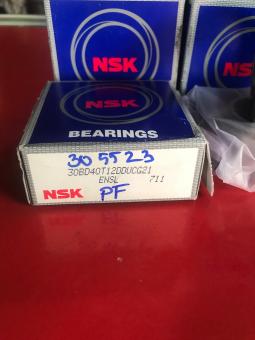 NSK
NSK
BEARINGS
30 55 23
30BD40T12DDUCG21
ENSL 711
NSK PF